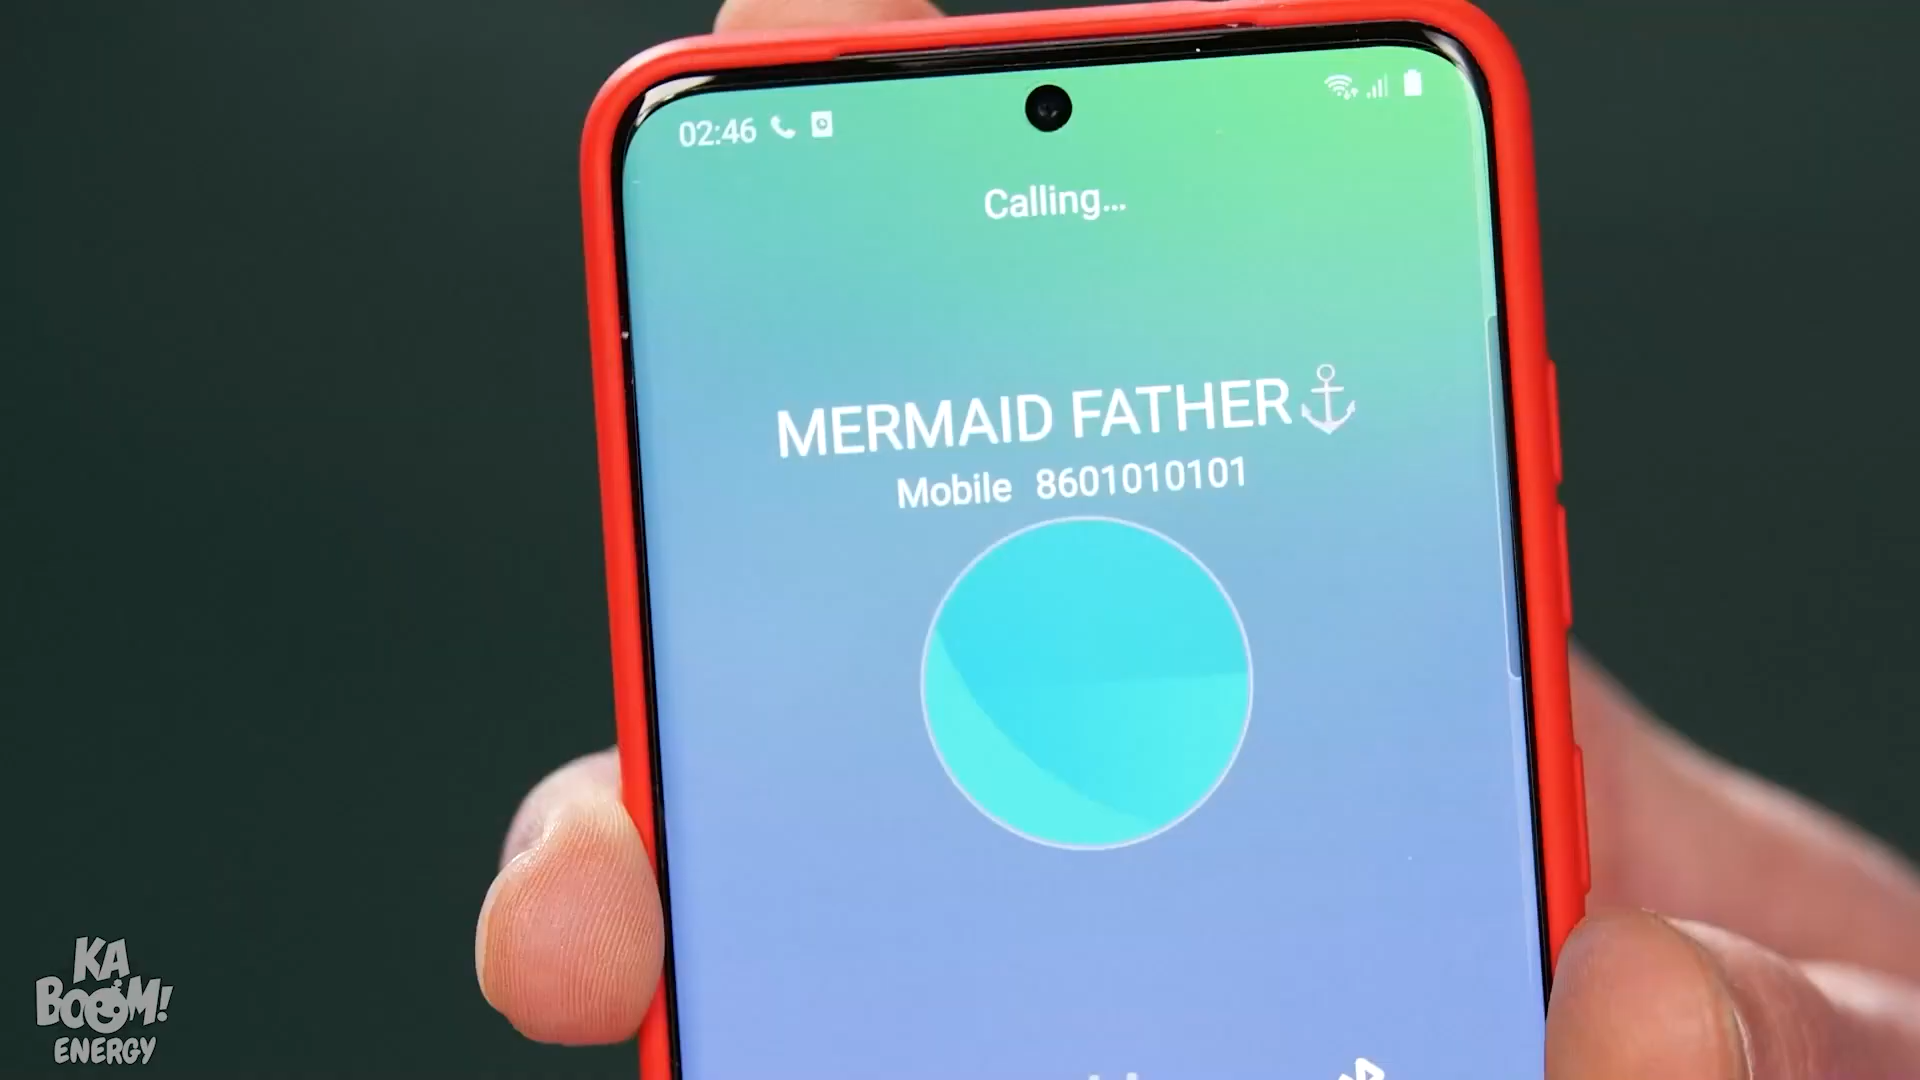 02:46
Calling...
MERMAID FATHER⚓
Mobile 8601010101
KA
BOOM!
ENERGY